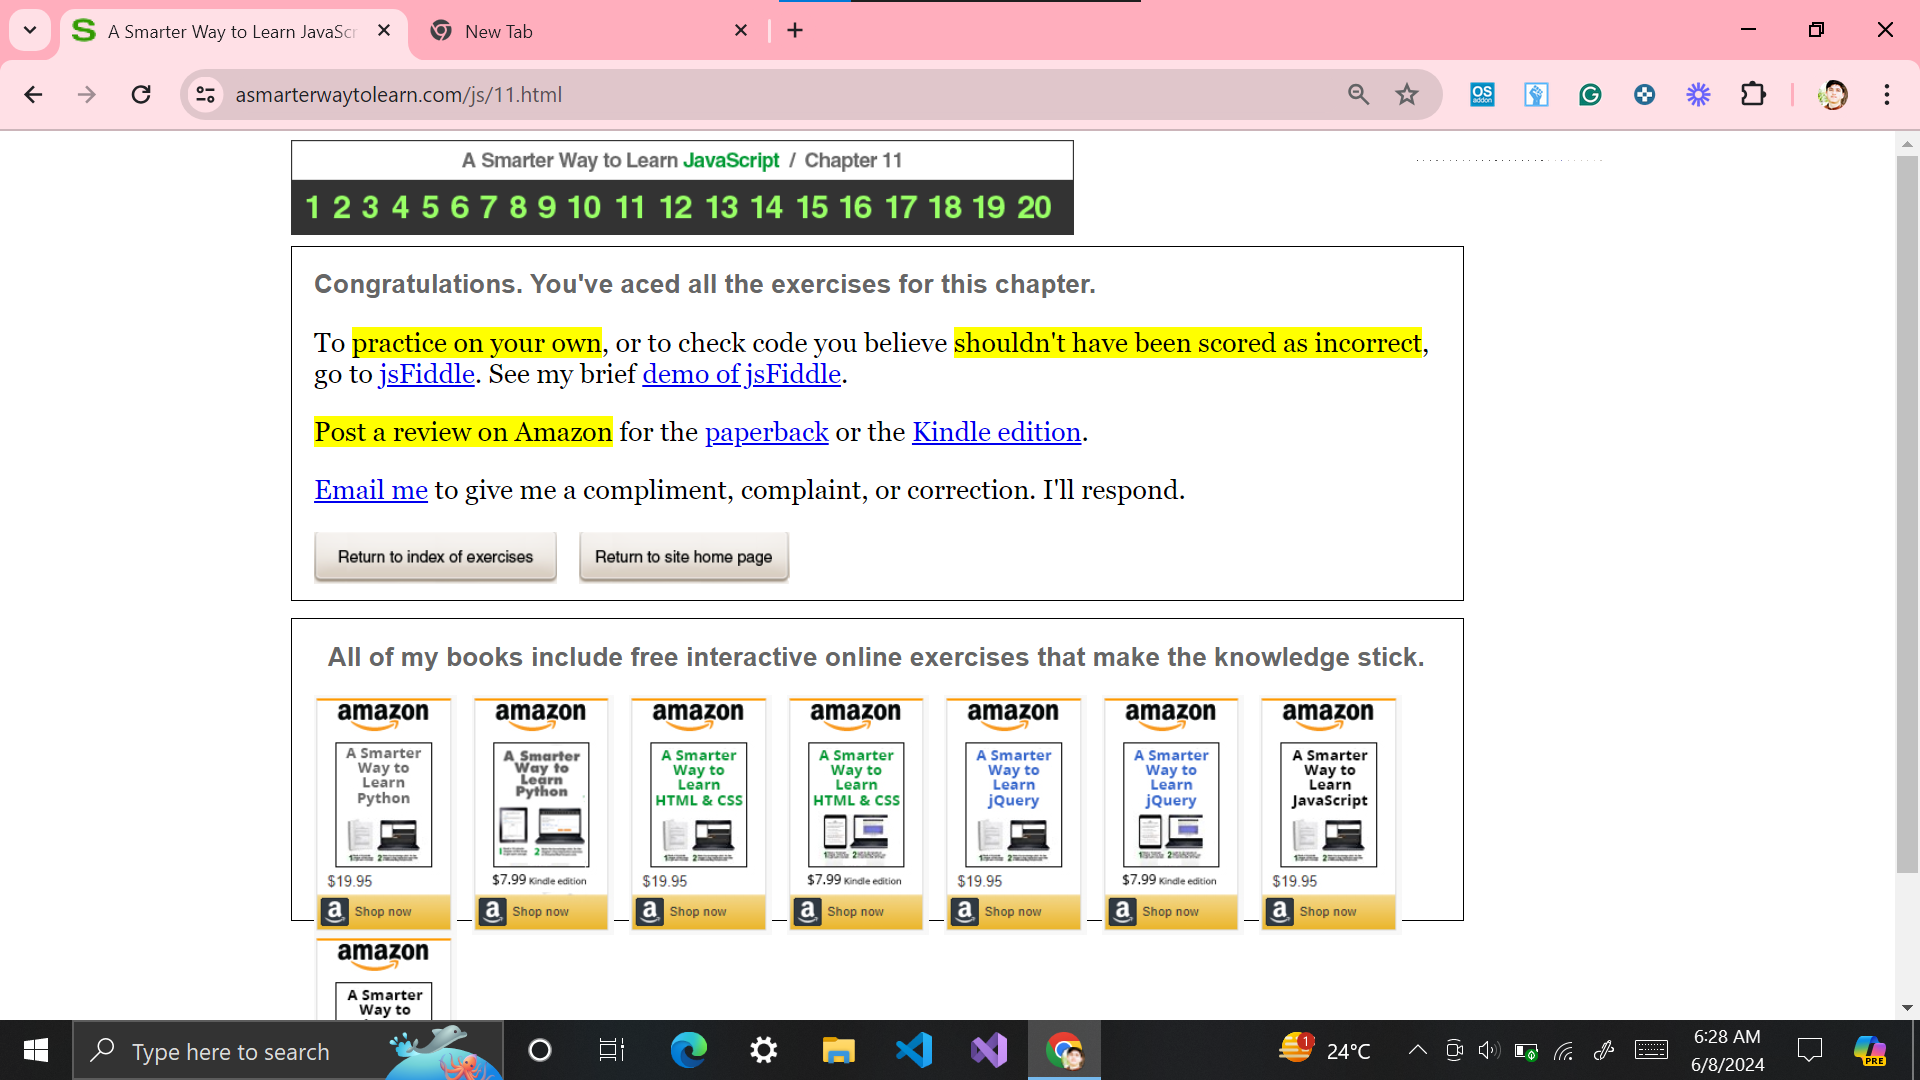 A Smarter Way to Learn JavaScr
New Tab
asmarterwaytolearn.com/js/11.html
OS
addon
A Smarter Way to Learn JavaScript / Chapter 11
1 2 3 4 5 6 7 8 9 10 11 12 13 14 15 16 17 18 19 20
Congratulations. You've aced all the exercises for this chapter.
To practice on your own, or to check code you believe shouldn't have been scored as incorrect,
go to jsFiddle. See my brief demo of jsFiddle.
Post a review on Amazon for the paperback or the Kindle edition.
Email me to give me a compliment, complaint, or correction. I'll respond.
Return to index of exercises
Return to site home page
All of my books include free interactive online exercises that make the knowledge stick.
amazon
A Smarter
Way to
Learn
Python
$19.95
Shop now
amazon
A Smarter
Way to
Learn
Python
$7.99 Kindle edition
Shop now
amazon
A Smarter
Way to
Learn
HTML & CSS
$19.95
Shop now
amazon
A Smarter
Way to
Learn
HTML & CSS
$7.99 Kindle edition
Shop now
amazon
A Smarter
Way to
Learn
jQuery
$19.95
Shop now
amazon
A Smarter
Way to
Learn
jQuery
$7.99 Kindle edition
Shop now
amazon
A Smarter
Way to
Learn
JavaScript
$19.95
Shop now
amazon
A Smarter
Way to
Type here to search
1
24°C
6:28 AM
6/8/2024
PRE